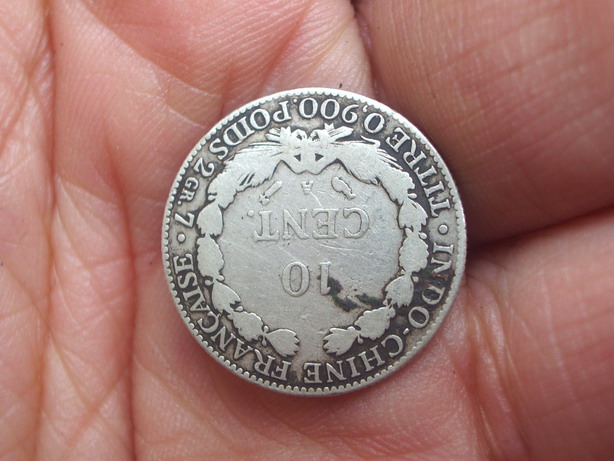 INDO-CHINE FRANÇAISE
10
CENT.
A
TITRE 0,900. POIDS 2 GR. 7